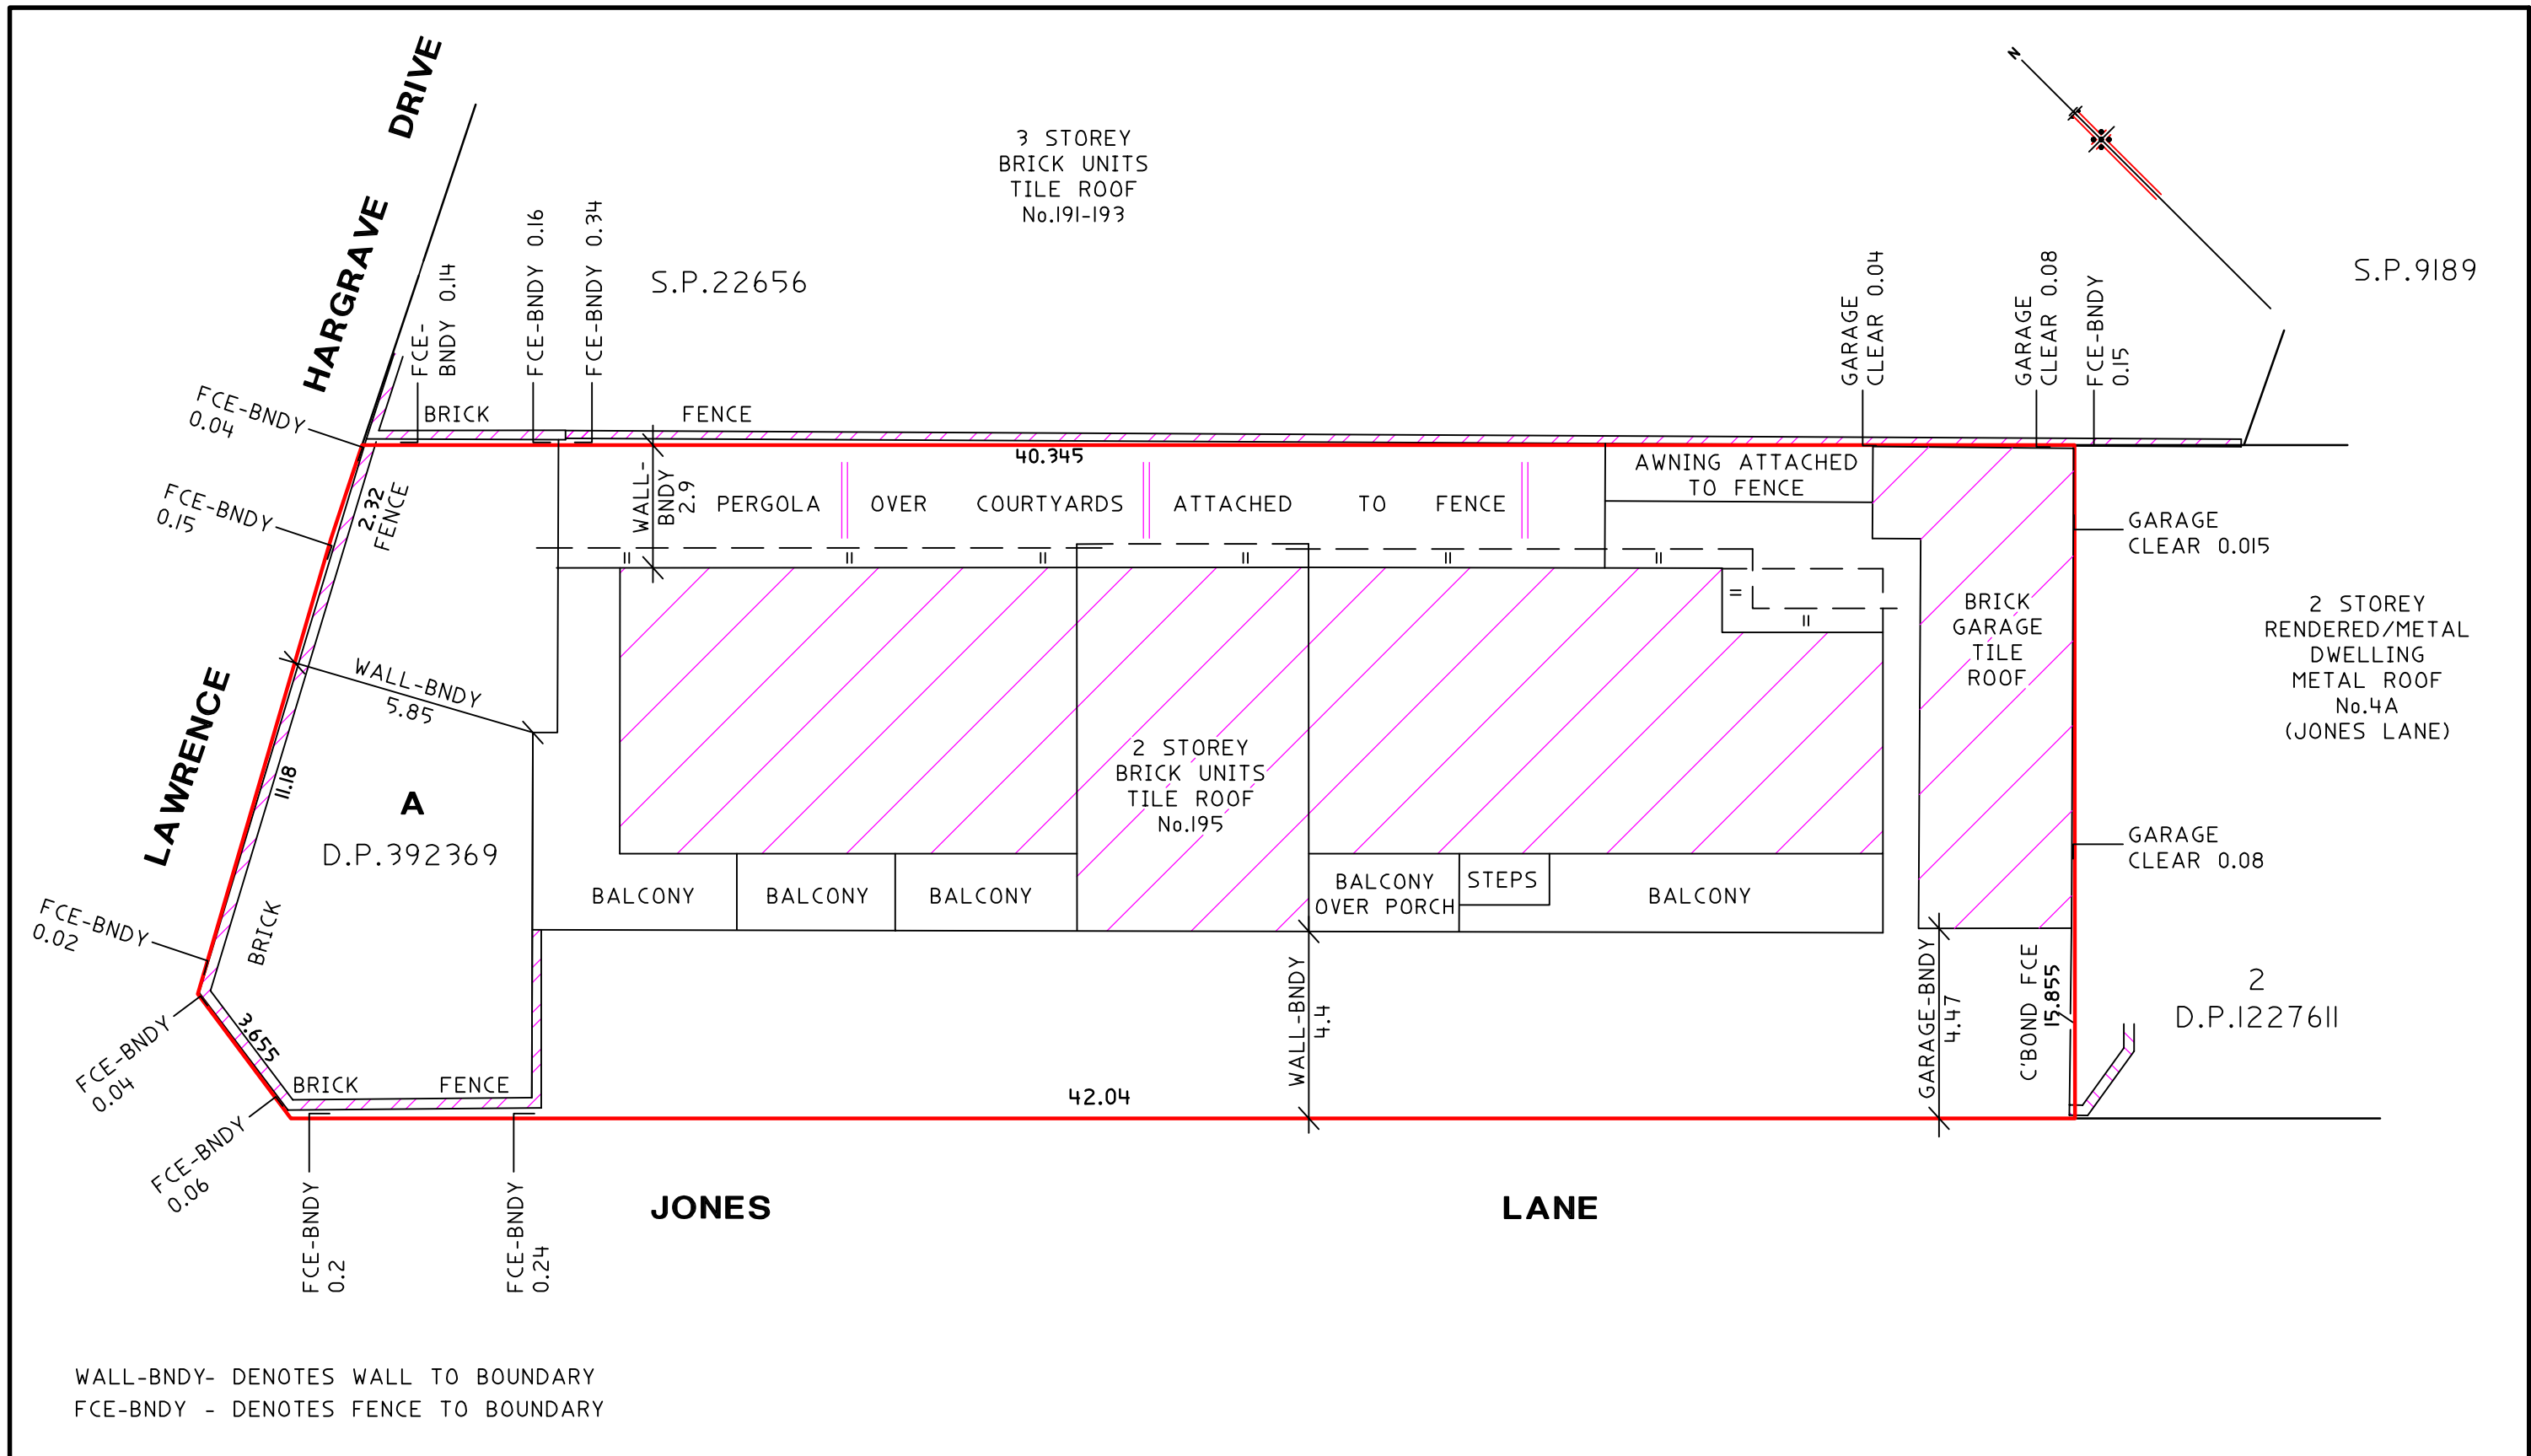 DRIVE
HARGRAVE
LAWRENCE
N
3 STOREY
BRICK UNITS
TILE ROOF
No.191-193
S.P.22656
S.P.9189
FCE-
BNDY 0.14
FCE-BNDY 0.16
FCE-BNDY 0.34
GARAGE
CLEAR 0.04
GARAGE
CLEAR 0.08
FCE-BNDY
0.15
FCE-BNDY
0.04
BRICK FENCE
40.345
FCE-BNDY
0.15
2.32
FENCE
WALL-
BNDY
2.9
PERGOLA OVER COURTYARDS ATTACHED TO FENCE
AWNING ATTACHED
TO FENCE
GARAGE
CLEAR 0.015
BRICK
GARAGE
TILE
ROOF
2 STOREY
RENDERED/METAL
DWELLING
METAL ROOF
No.4A
(JONES LANE)
WALL-BNDY
5.85
11.18
A
D.P.392369
2 STOREY
BRICK UNITS
TILE ROOF
No.195
GARAGE
CLEAR 0.08
BALCONY
BALCONY
BALCONY
BALCONY
OVER PORCH
STEPS
BALCONY
FCE-BNDY
0.02
BRICK
WALL-BNDY
4.4
GARAGE-BNDY
4.47
C'BOND FCE
15.855
2
D.P.1227611
FCE-BNDY
0.04
3.655
BRICK FENCE
42.04
FCE-BNDY
0.06
FCE-BNDY
0.2
FCE-BNDY
0.24
JONES LANE
WALL-BNDY- DENOTES WALL TO BOUNDARY
FCE-BNDY - DENOTES FENCE TO BOUNDARY